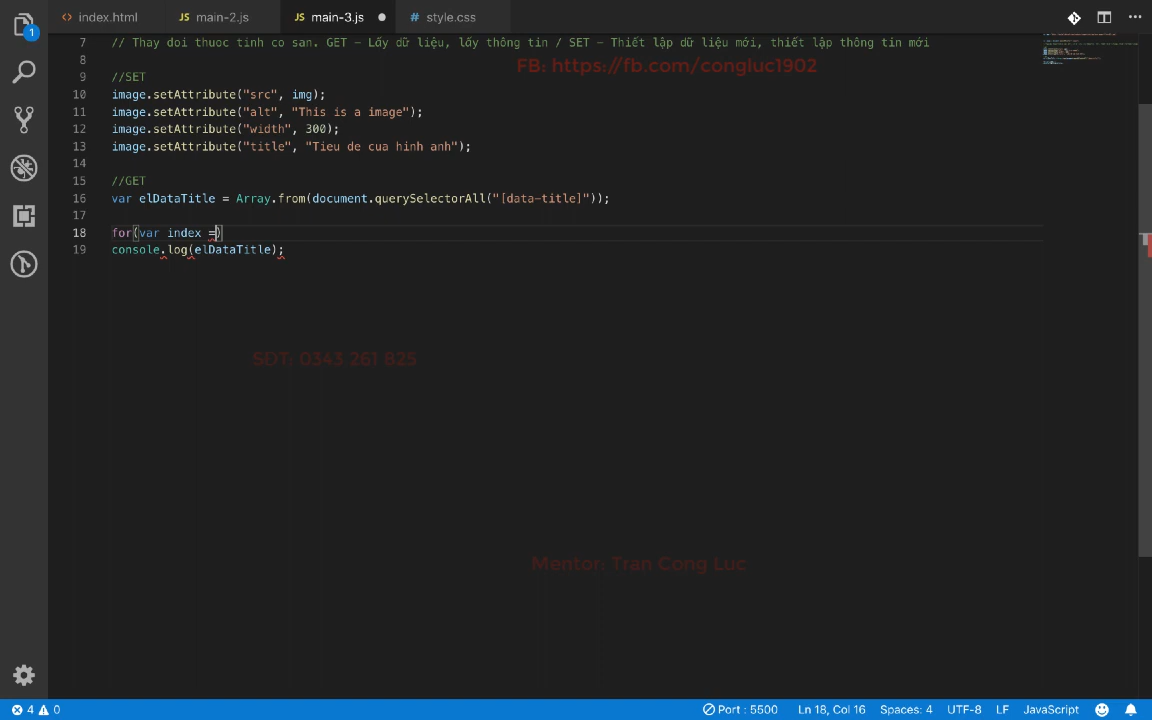 1
index.html
JS main-2.js
JS main-3.js
# style.css
7 // Thay doi thuoc tinh co san. GET - Lấy dữ liệu, lấy thông tin / SET - Thiết lập dữ liệu mới, thiết lập thông tin mới
8
FB: https://fb.com/congluc1902
9 //SET
10 image.setAttribute("src", img);
11 image.setAttribute("alt", "This is a image");
12 image.setAttribute("width", 300);
13 image.setAttribute("title", "Tieu de cua hinh anh");
14
15 //GET
16 var elDataTitle = Array.from(document.querySelectorAll("[data-title]"));
17
18 for(var index =)
19 console.log(elDataTitle);
SDT: 0343.261.825
Mentor: Tran Cong Luc
4 0 Port : 5500 Ln 18, Col 16 Spaces: 4 UTF-8 LF JavaScript